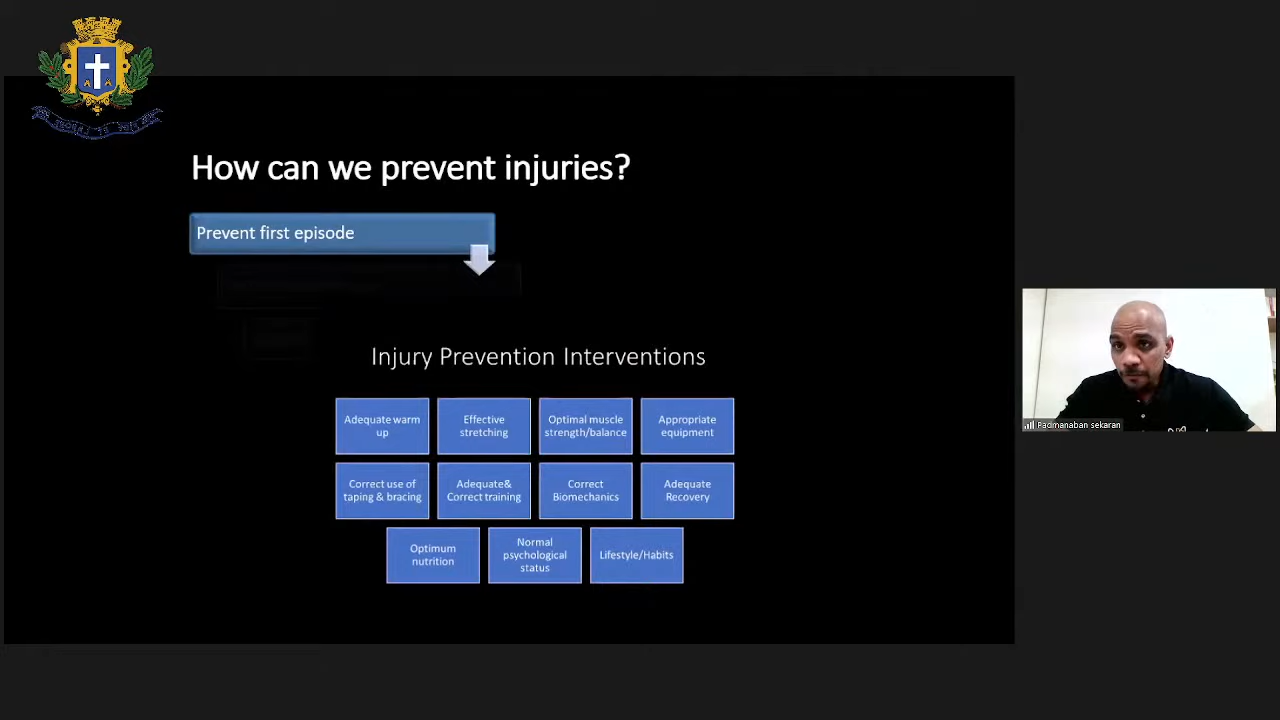 How can we prevent injuries?
Prevent first episode
Injury Prevention Interventions
Adequate warm
up
Effective
stretching
Optimal muscle
strength/balance
Appropriate
equipment
Correct use of
taping & bracing
Adequate&
Correct training
Correct
Biomechanics
Adequate
Recovery
Optimum
nutrition
Normal
psychological
status
Lifestyle/Habits
Padmanaban sekaran